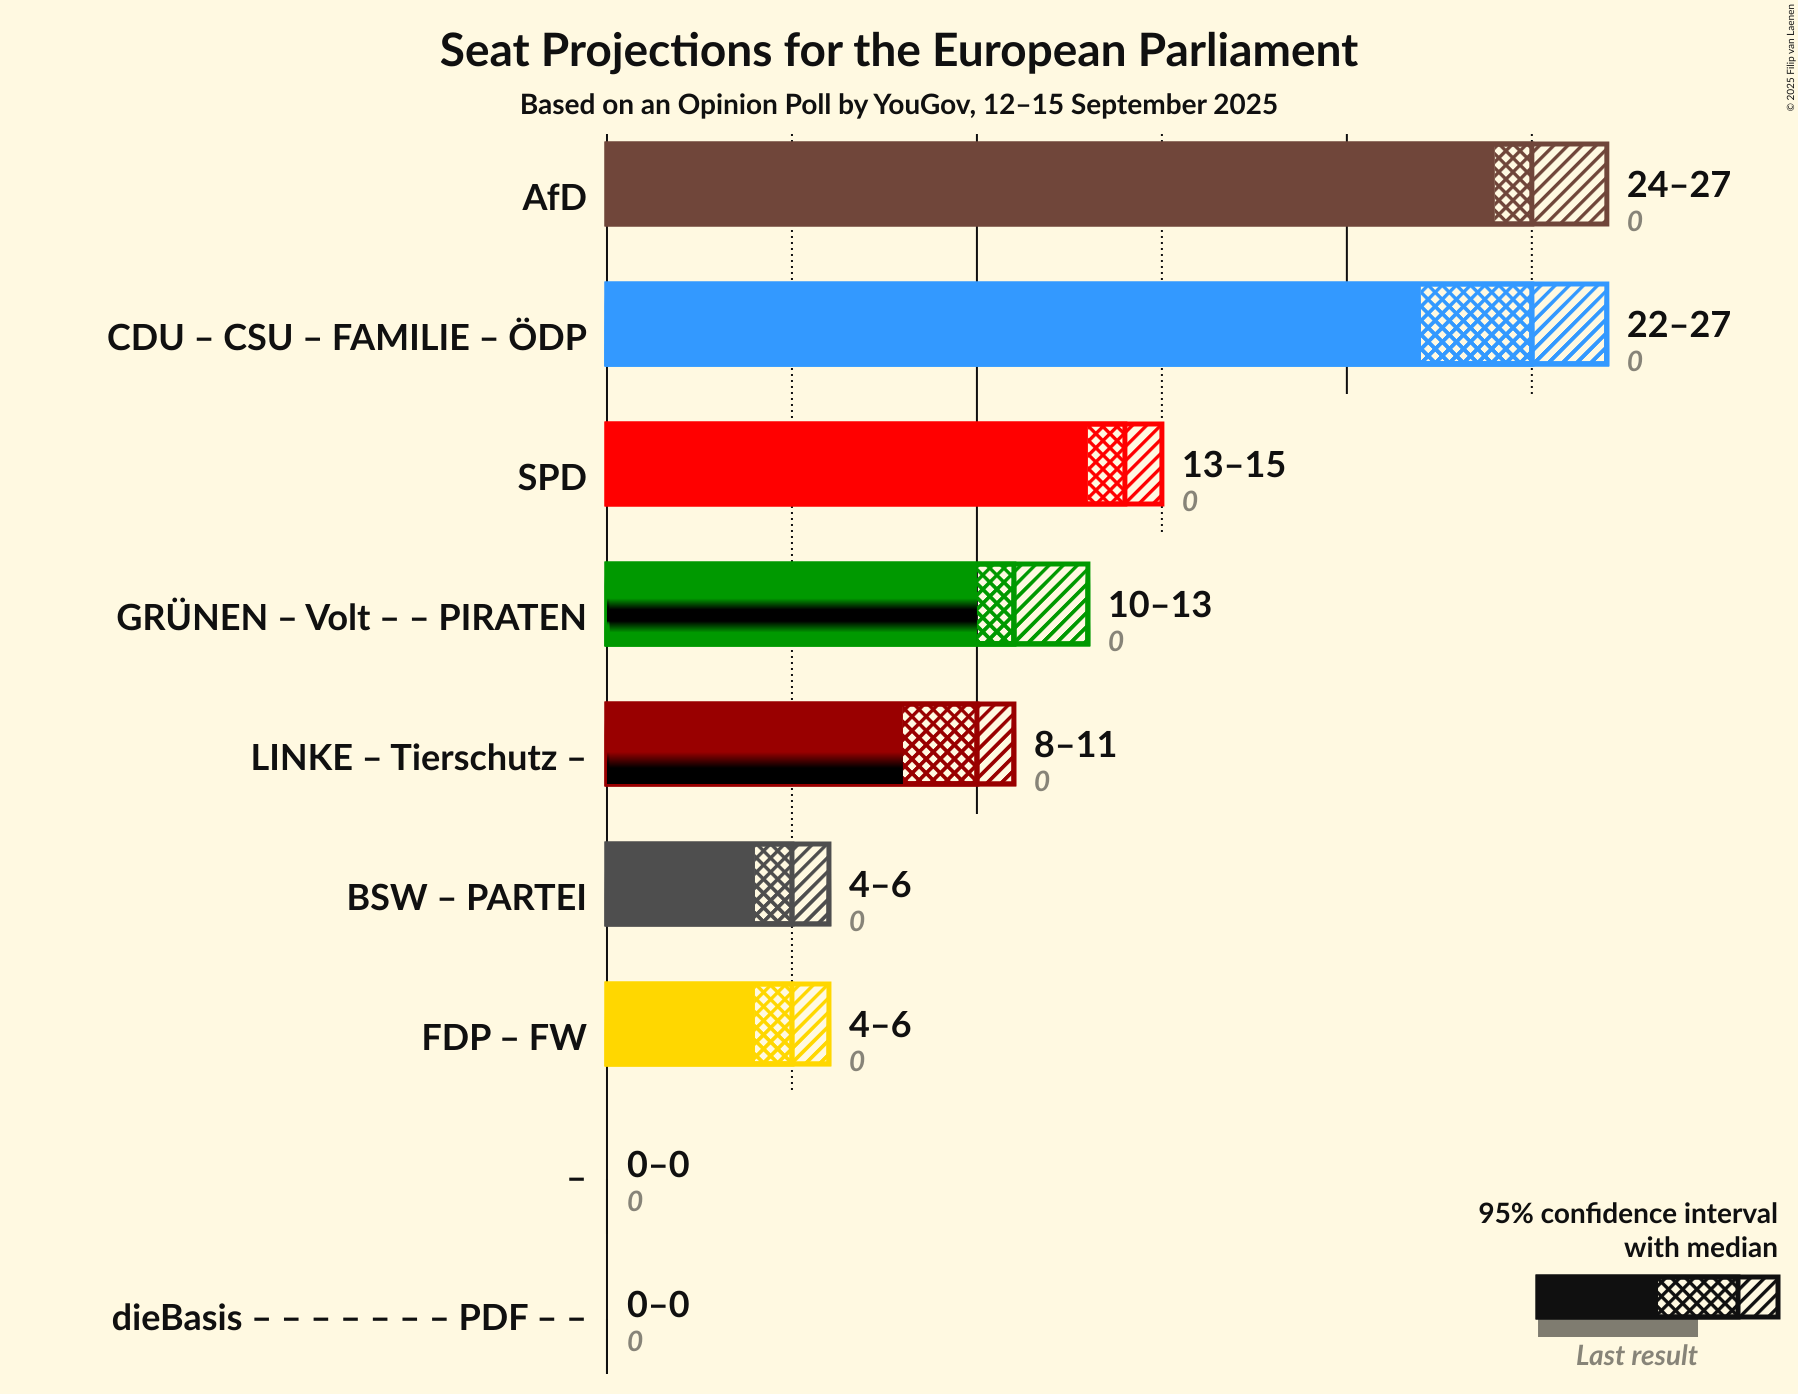 Seat Projections for the European Parliament
Based on an Opinion Poll by YouGov, 12–15 September 2025
© 2025 Filip van Laenen
AfD
24–27
0
CDU – CSU – FAMILIE – ÖDP
22–27
0
SPD
13–15
0
GRÜNEN – Volt – – PIRATEN
10–13
0
LINKE – Tierschutz –
8–11
0
BSW – PARTEI
4–6
0
FDP – FW
4–6
0
–
0–0
0
dieBasis – – – – – – – PDF – –
0–0
0
95% confidence interval
with median
Last result